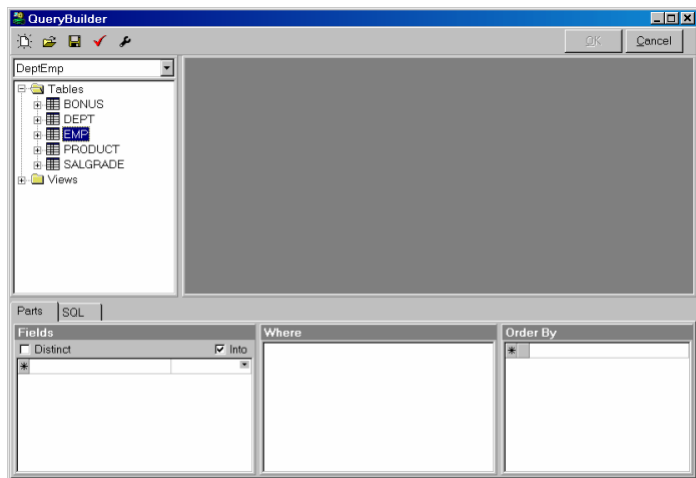 QueryBuilder
OK Cancel
DeptEmp
Tables
BONUS
DEPT
EMP
PRODUCT
SALGRADE
Views
Parts SQL
Fields Where Order By
Distinct Into